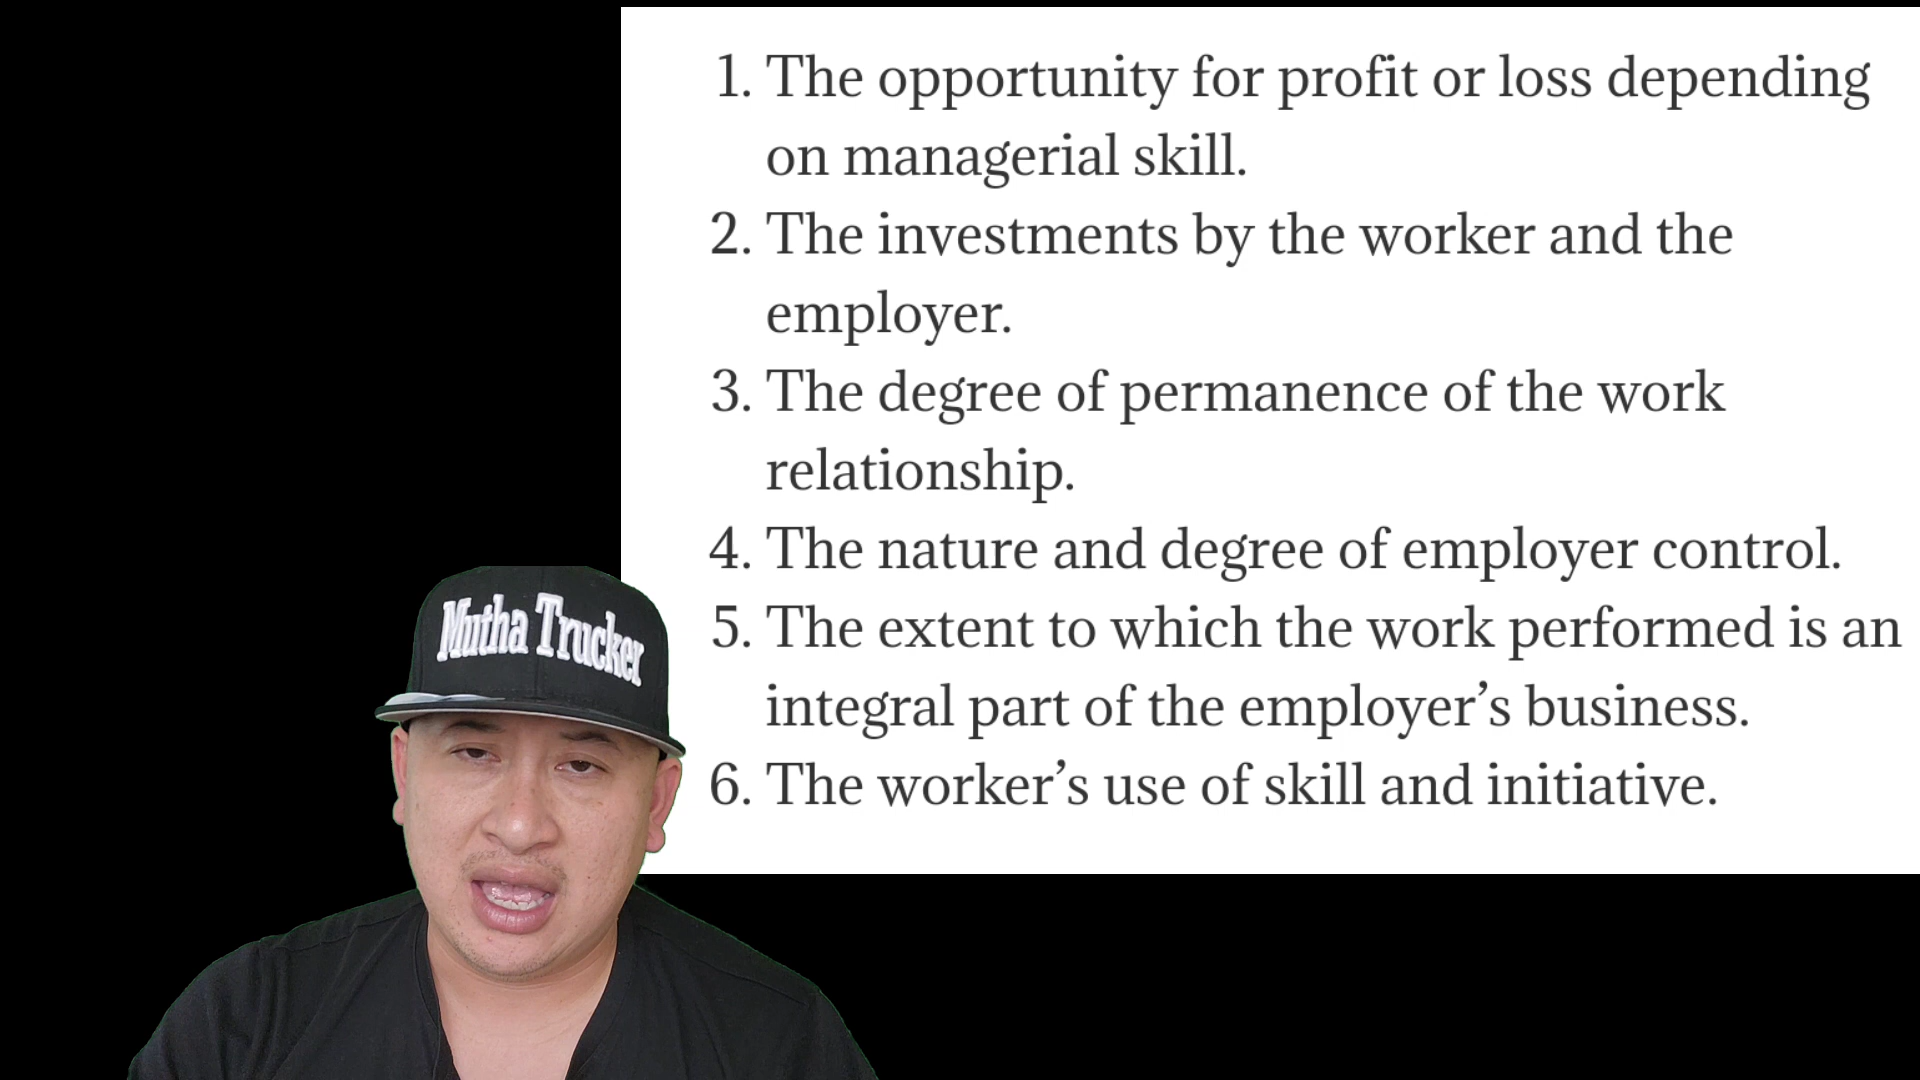 1. The opportunity for profit or loss depending
on managerial skill.
2. The investments by the worker and the
employer.
3. The degree of permanence of the work
relationship.
4. The nature and degree of employer control.
5. The extent to which the work performed is an
integral part of the employer’s business.
6. The worker’s use of skill and initiative.
Mutha Trucker